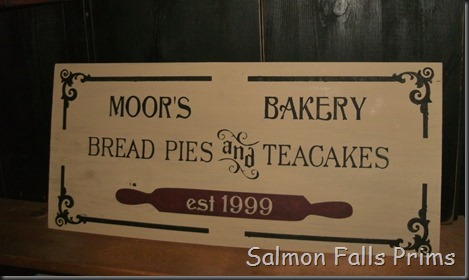 MOOR'S BAKERY
BREAD PIES and TEACAKES
est 1999
Salmon Falls Prims